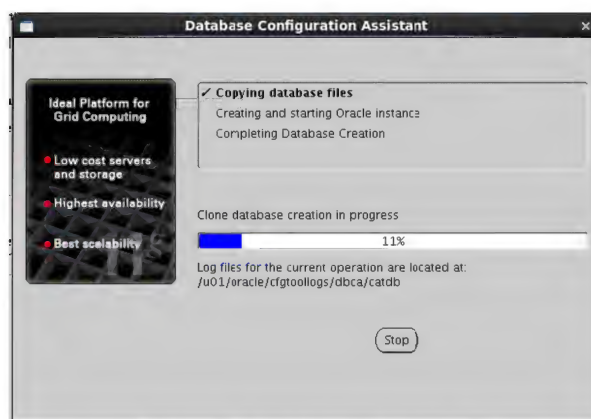 Database Configuration Assistant
Ideal Platform for
Grid Computing
Low cost servers
and storage
Highest availability
Best scalability
✓ Copying database files
Creating and starting Oracle instance
Completing Database Creation
Clone database creation in progress
11%
Log files for the current operation are located at:
/u01/oracle/cfgtoollogs/dbca/catdb
Stop